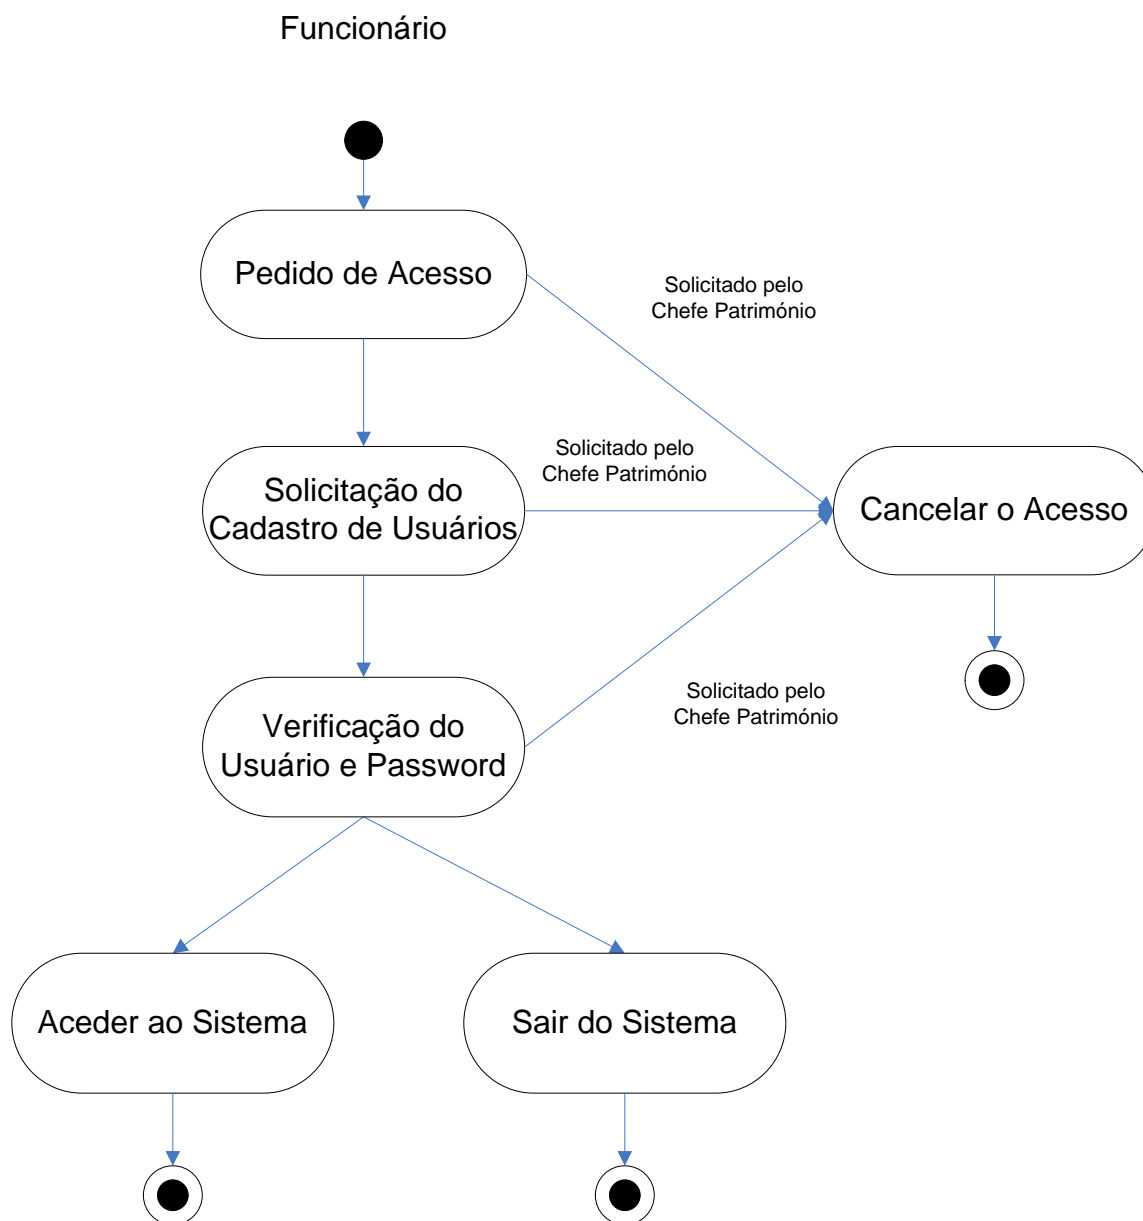 Funcionário
Pedido de Acesso
Solicitado pelo
Chefe Património
Solicitação do
Cadastro de Usuários
Solicitado pelo
Chefe Património
Cancelar o Acesso
Verificação do
Usuário e Password
Solicitado pelo
Chefe Património
Aceder ao Sistema
Sair do Sistema